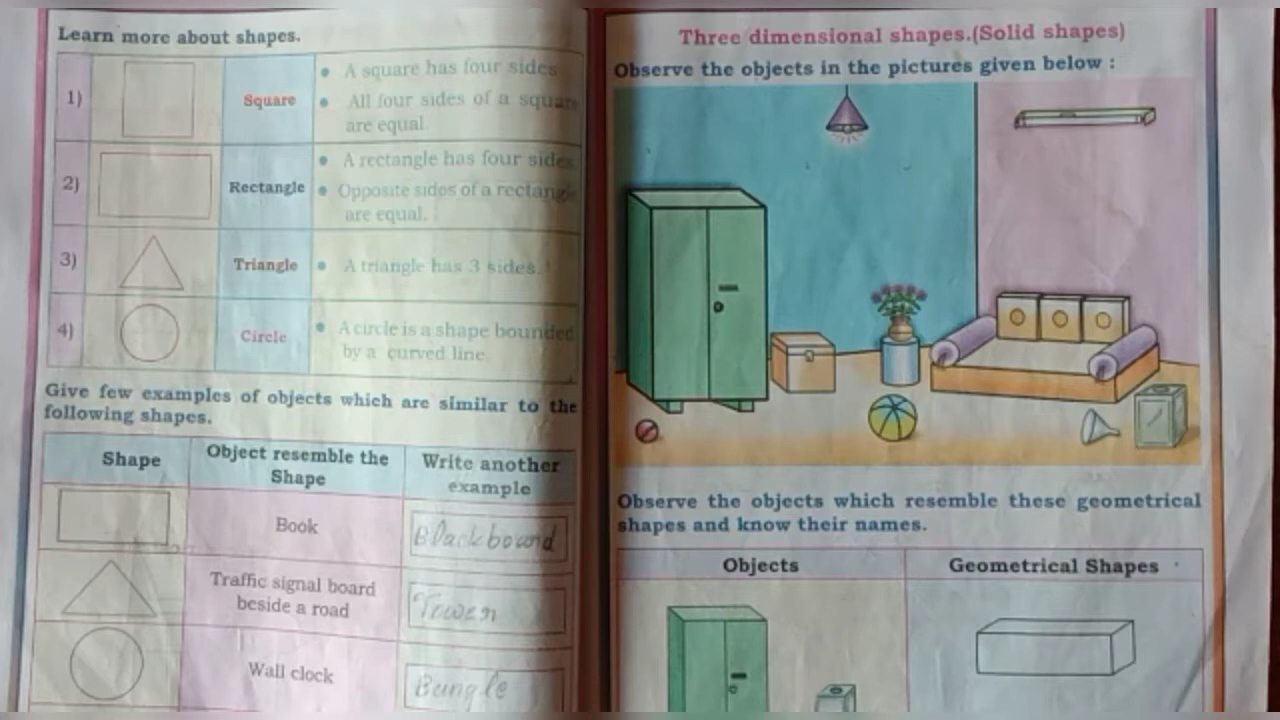 Learn more about shapes.
1)
Square
• A square has four sides
• All four sides of a square
are equal.
2)
Rectangle
• A rectangle has four sides
• Opposite sides of a rectangle
are equal.
3)
Triangle
• A triangle has 3 sides.
4)
Circle
• A circle is a shape bounded
by a curved line
Give few examples of objects which are similar to the
following shapes.
Shape
Object resemble the
Shape
Write another
example
Book
Blackbound
Traffic signal board
beside a road
Towen
Wall clock
Bungle
Three dimensional shapes.(Solid shapes)
Observe the objects in the pictures given below :
Observe the objects which resemble these geometrical
shapes and know their names.
Objects
Geometrical Shapes